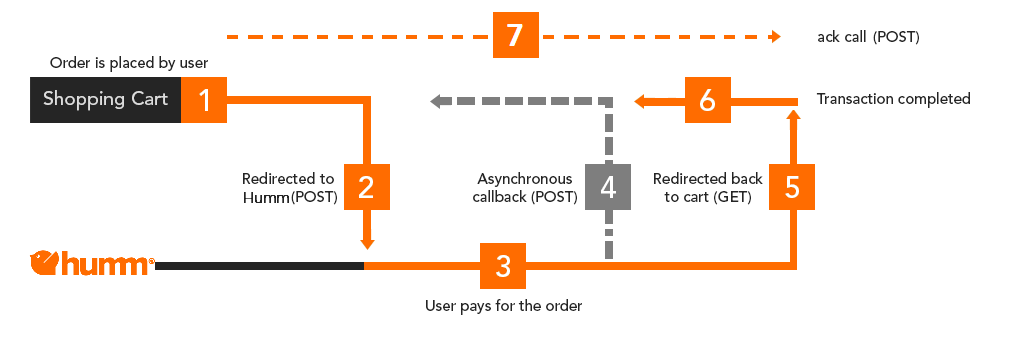 7
ack call (POST)
Order is placed by user
Shopping Cart
1
6
Transaction completed
Redirected to
Humm(POST)
2
Asynchronous
callback (POST)
4
Redirected back
to cart (GET)
5
humm®
3
User pays for the order